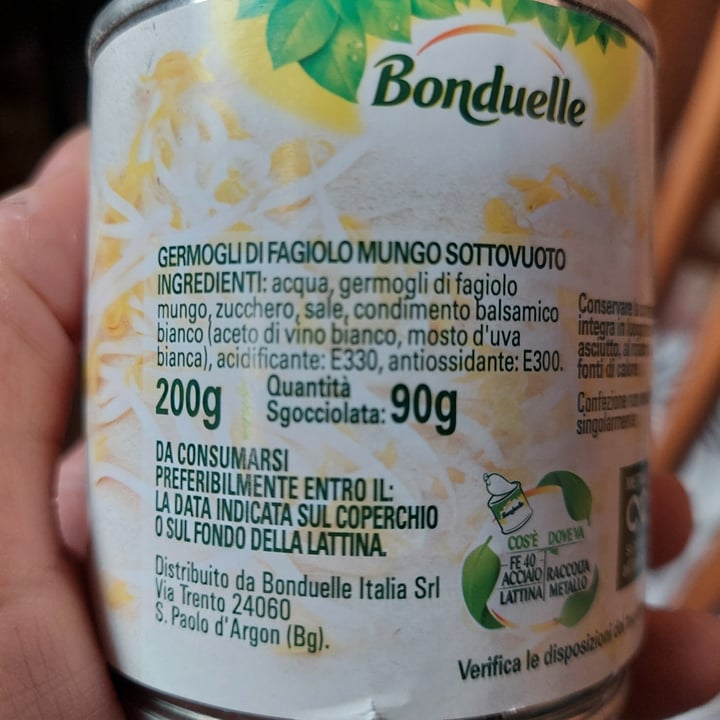 Bonduelle
GERMOGLI DI FAGIOLO MUNGO SOTTOVUOTO
INGREDIENTI: acqua, germogli di fagiolo
mungo, zucchero, sale, condimento balsamico
bianco (aceto di vino bianco, mosto d'uva
bianca), acidificante: E330, antiossidante: E300.
200g
Quantità
Sgocciolata: 90g
DA CONSUMARSI
PREFERIBILMENTE ENTRO IL:
LA DATA INDICATA SUL COPERCHIO
O SUL FONDO DELLA LATTINA.
Distribuito da Bonduelle Italia Srl
Via Trento 24060
S. Paolo d'Argon (Bg).
Conservare
integra in
asciutto,
fonti di calore.
Confezione
singolarmente
Bonduelle
COS'È DOVE VA
FE 40
ACCIAIO
LATTINA
RACCOLTA
METALLO
Verifica le disposizioni